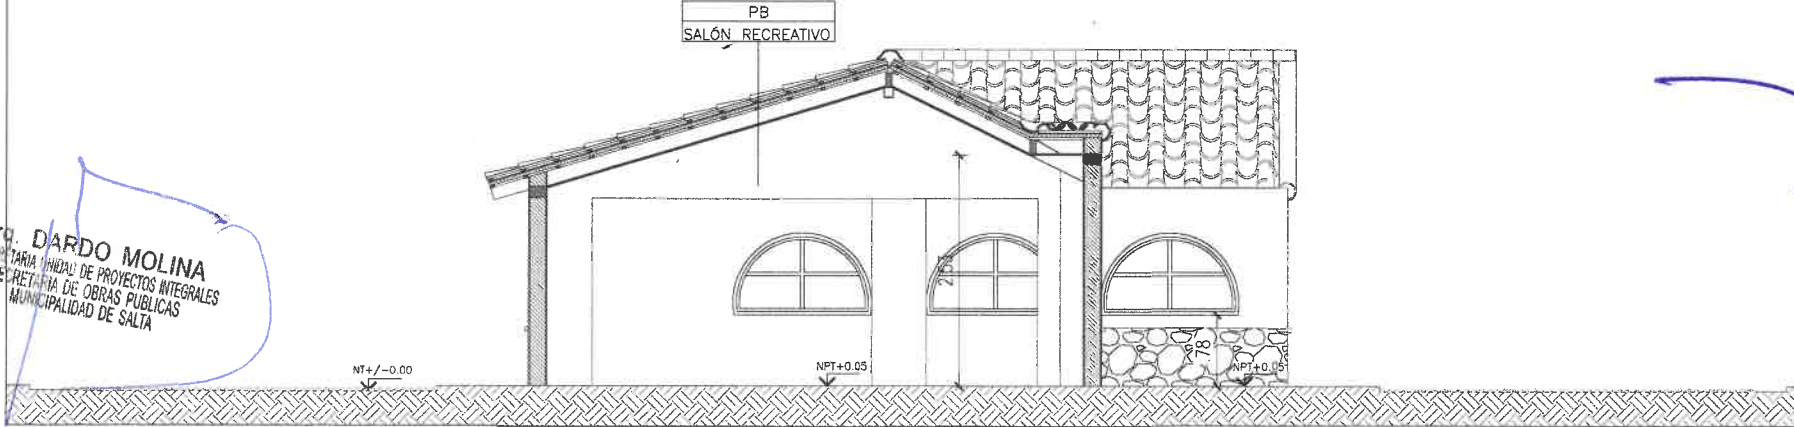 PB
SALÓN RECREATIVO
DARDO MOLINA
UNIDAD DE PROYECTOS INTEGRALES
SECRETARIA DE OBRAS PUBLICAS
MUNICIPALIDAD DE SALTA
NT+/-0.00
NPT+0.05
.78
NPT+0.05